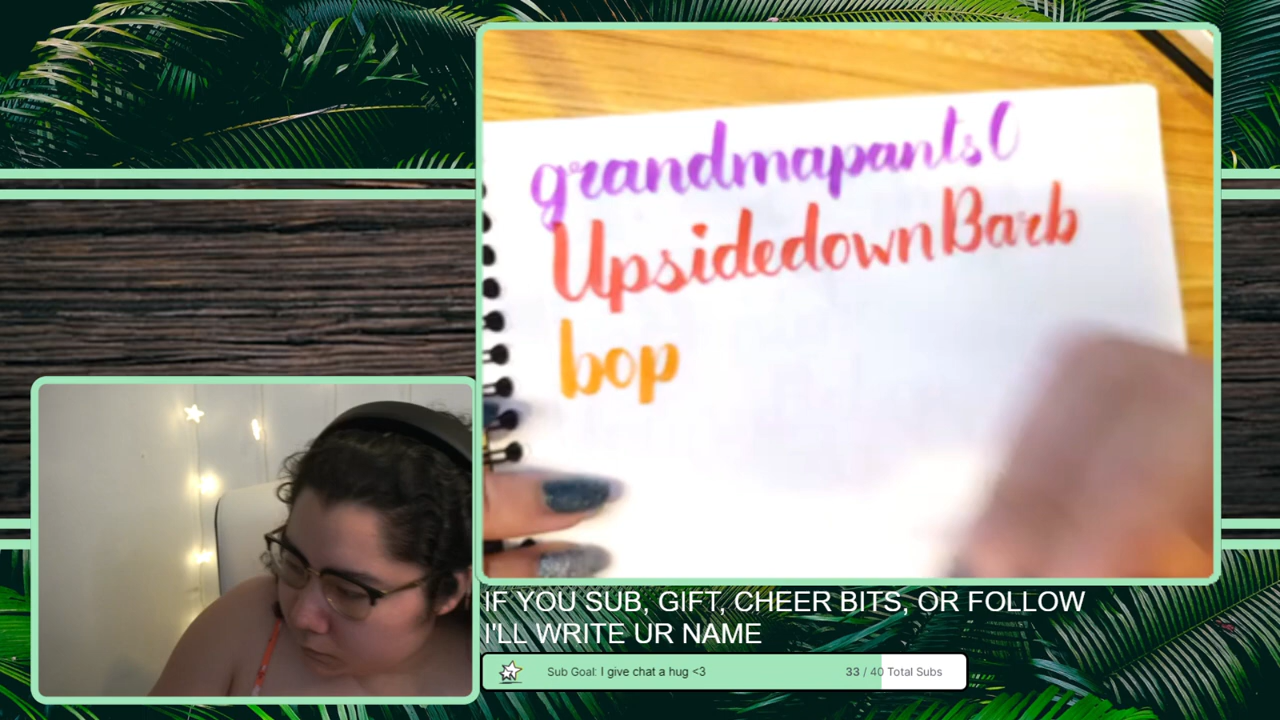 grandmapants0
UpsidedownBarb
bop
IF YOU SUB, GIFT, CHEER BITS, OR FOLLOW
I'LL WRITE UR NAME
Sub Goal: I give chat a hug <3 33 / 40 Total Subs